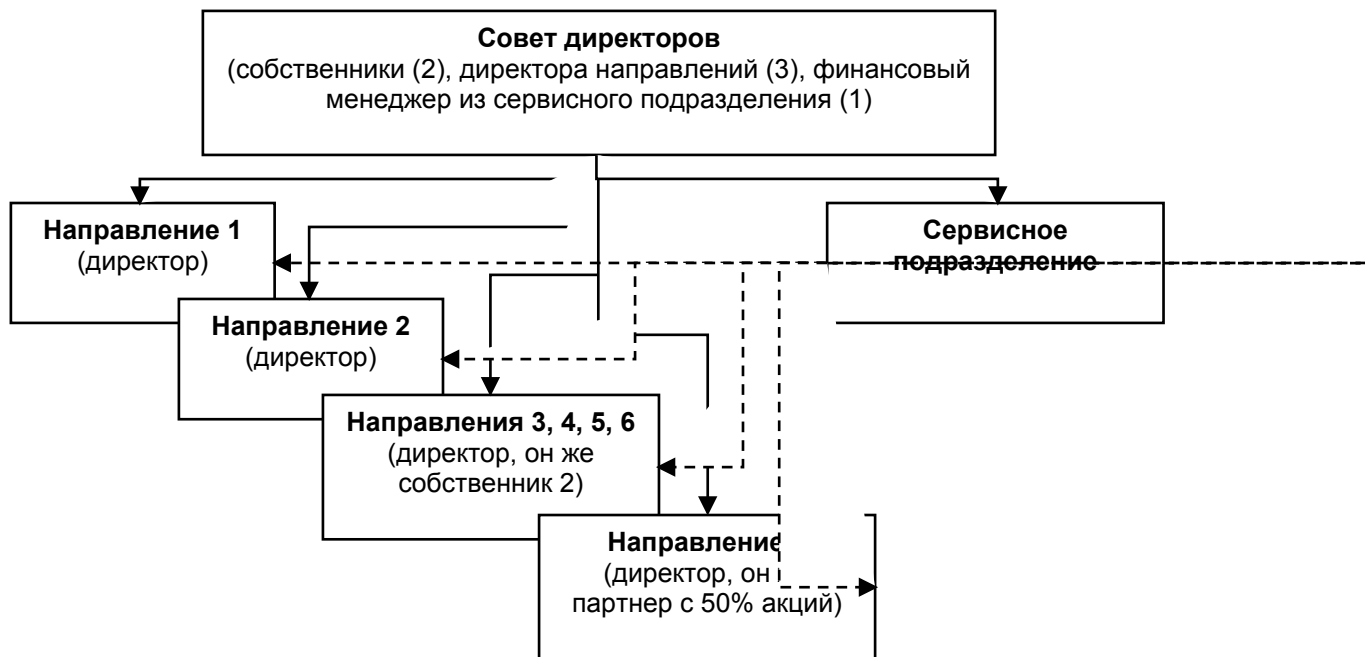 Совет директоров
(собственники (2), директора направлений (3), финансовый
менеджер из сервисного подразделения (1)
Направление 1
(директор)
Сервисное
подразделение
Направление 2
(директор)
Направления 3, 4, 5, 6
(директор, он же
собственник 2)
Направление
(директор, он
партнер с 50% акций)